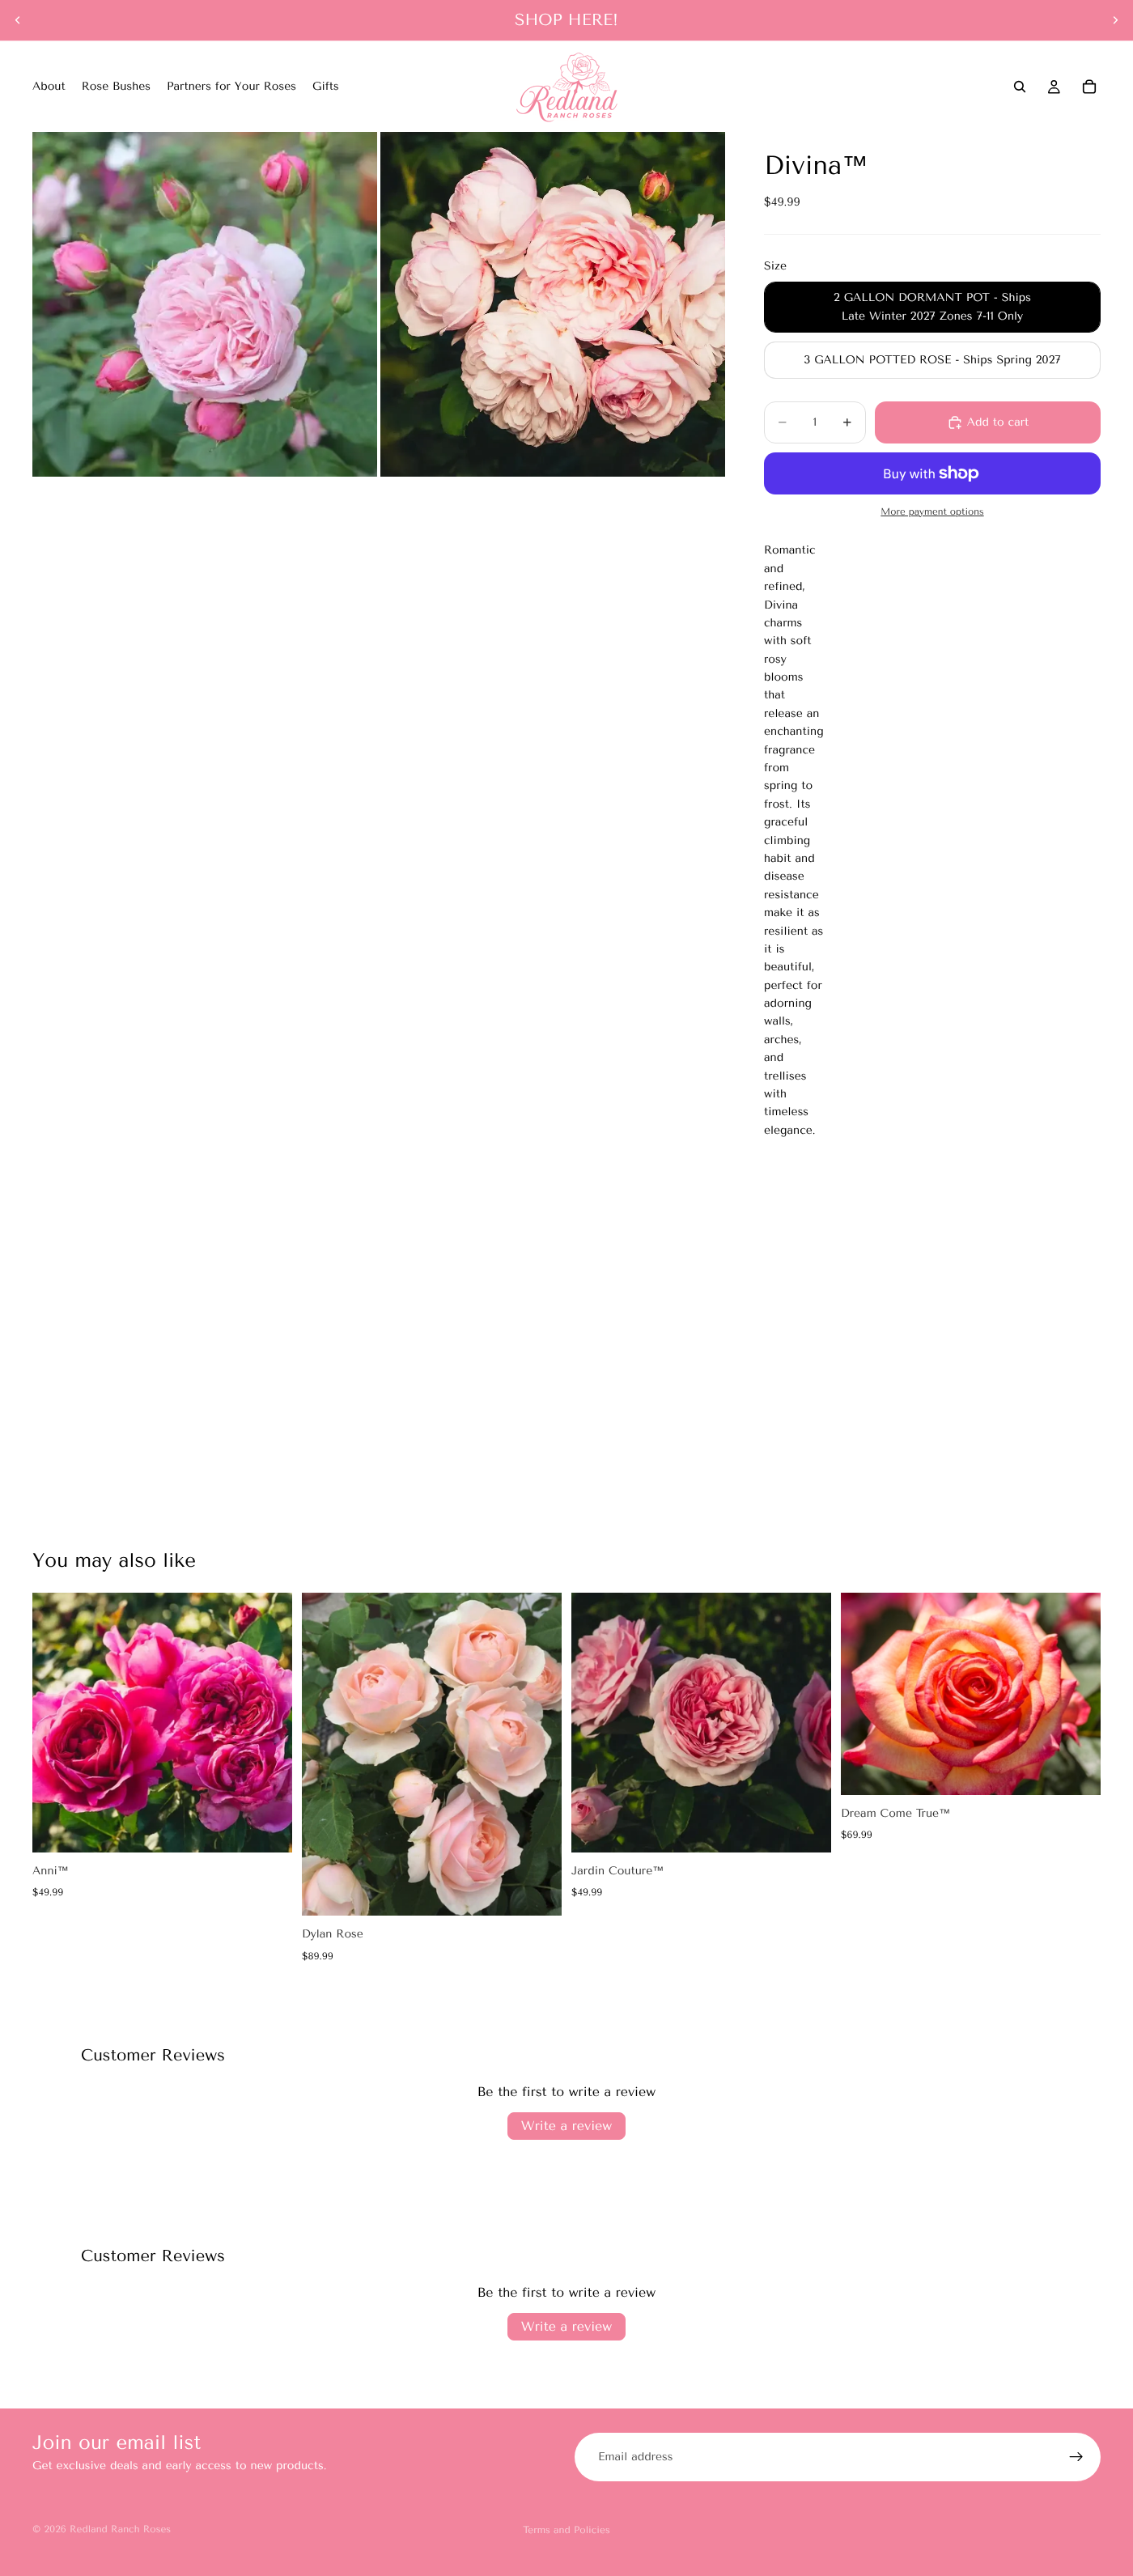 SHOP HERE!
About
Rose Bushes
Partners for Your Roses
Gifts
Redland
RANCH ROSES
Divina™
$49.99
Size
2 GALLON DORMANT POT - Ships
Late Winter 2027 Zones 7-11 Only
3 GALLON POTTED ROSE - Ships Spring 2027
1
Add to cart
Buy with shop
More payment options
Romantic
and
refined,
Divina
charms
with soft
rosy
blooms
that
release an
enchanting
fragrance
from
spring to
frost. Its
graceful
climbing
habit and
disease
resistance
make it as
resilient as
it is
beautiful,
perfect for
adorning
walls,
arches,
and
trellises
with
timeless
elegance.
You may also like
Anni™
$49.99
Dylan Rose
$89.99
Jardin Couture™
$49.99
Dream Come True™
$69.99
Customer Reviews
Be the first to write a review
Write a review
Customer Reviews
Be the first to write a review
Write a review
Join our email list
Get exclusive deals and early access to new products.
Email address
© 2026 Redland Ranch Roses
Terms and Policies